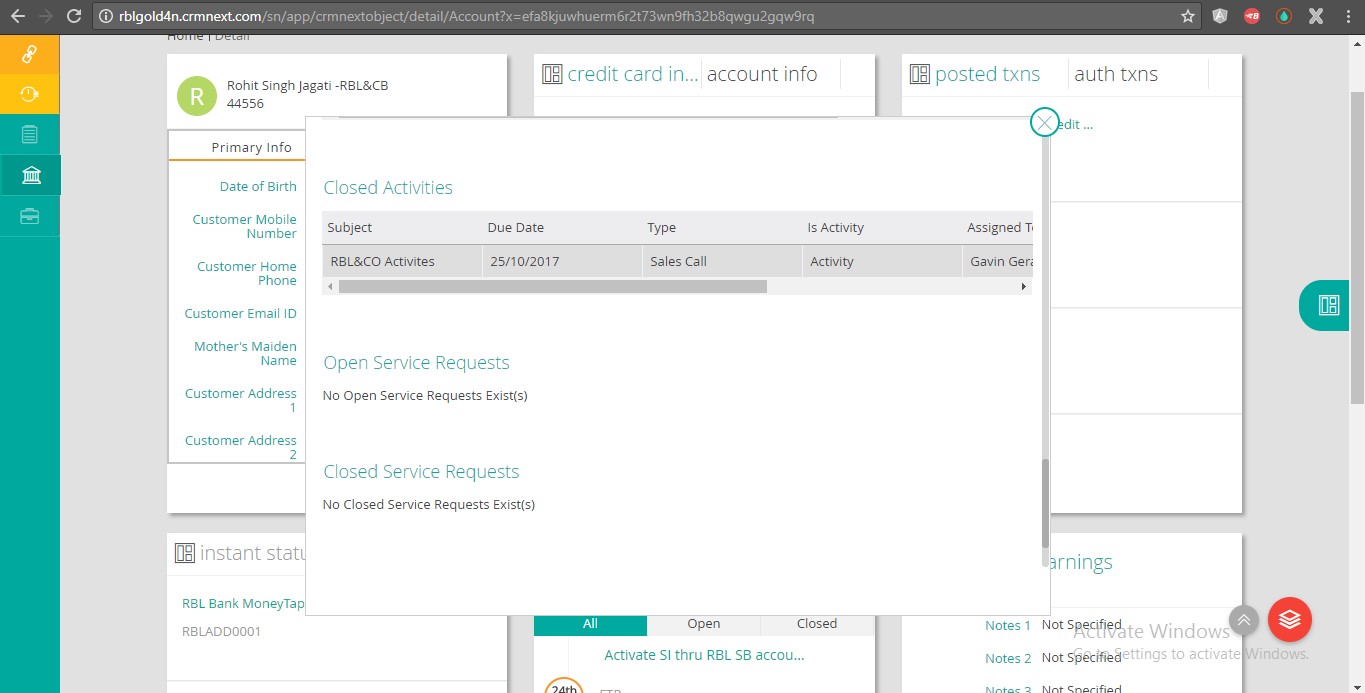 rblgold4n.crmnext.com/sn/app/crmnextobject/detail/Account?x=efa8kjuwhuerm6r2t73wn9fh32b8qwgu2gqw9rq
Home | Detail
R
Rohit Singh Jagati -RBL&CB
44556
Primary Info
Date of Birth
Customer Mobile
Number
Customer Home
Phone
Customer Email ID
Mother's Maiden
Name
Customer Address
1
Customer Address
2
credit card in... account info
posted txns auth txns
edit ...
Closed Activities
Subject Due Date Type Is Activity Assigned T
RBL&CO Activites 25/10/2017 Sales Call Activity Gavin Gera
Open Service Requests
No Open Service Requests Exist(s)
Closed Service Requests
No Closed Service Requests Exist(s)
instant statu
RBL Bank MoneyTap
RBLADD0001
All Open Closed
Activate SI thru RBL SB accou...
24th
arnings
Notes 1 Not Specified
Notes 2 Not Specified
Notes 3 Not Specified
Activate Windows
Go to Settings to activate Windows.